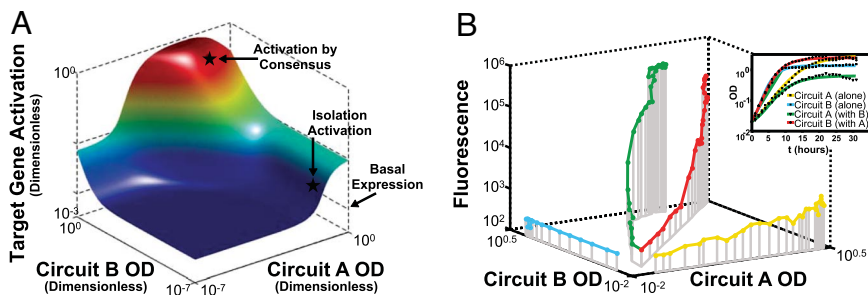 A
Target Gene Activation
(Dimensionless)
10^0
10^-3
10^0
Activation by
Consensus
Isolation
Activation
Basal
Expression
10^0
Circuit B OD
(Dimensionless)
10^-7
10^-7
Circuit A OD
(Dimensionless)
B
Fluorescence
10^6
10^5
10^4
10^3
10^2
10^0.5
Circuit B OD
10^-2
10^-2
Circuit A OD
10^0.5
OD
10^0
10^-1
10^-2
Circuit A (alone)
Circuit B (alone)
Circuit A (with B)
Circuit B (with A)
0 5 10 15 20 25 30
t (hours)